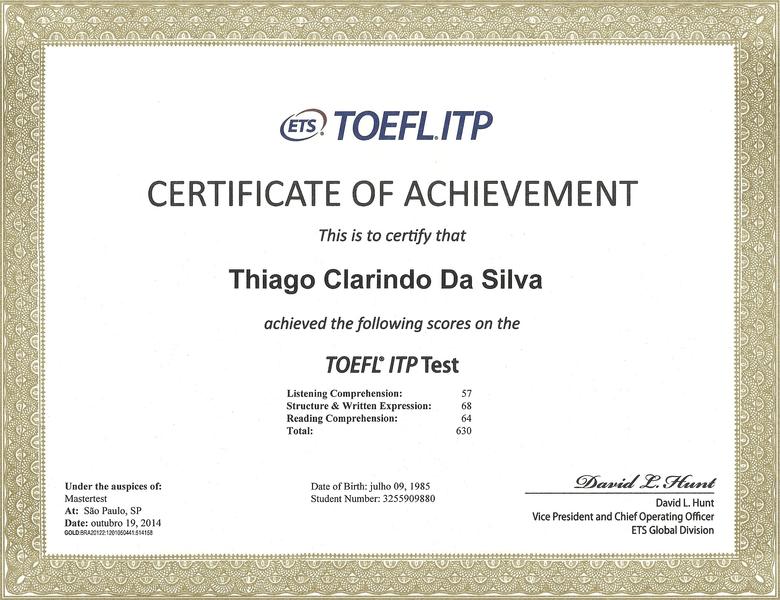 ETS® TOEFL.ITP
CERTIFICATE OF ACHIEVEMENT
This is to certify that
Thiago Clarindo Da Silva
achieved the following scores on the
TOEFL® ITP Test
Listening Comprehension: 57
Structure & Written Expression: 68
Reading Comprehension: 64
Total: 630
Under the auspices of:
Mastertest
At: São Paulo, SP
Date: outubro 19, 2014
GOLD:BRA20122:1201050441:514158
Date of Birth: julho 09, 1985
Student Number: 3255909880
David L. Hunt
David L. Hunt
Vice President and Chief Operating Officer
ETS Global Division